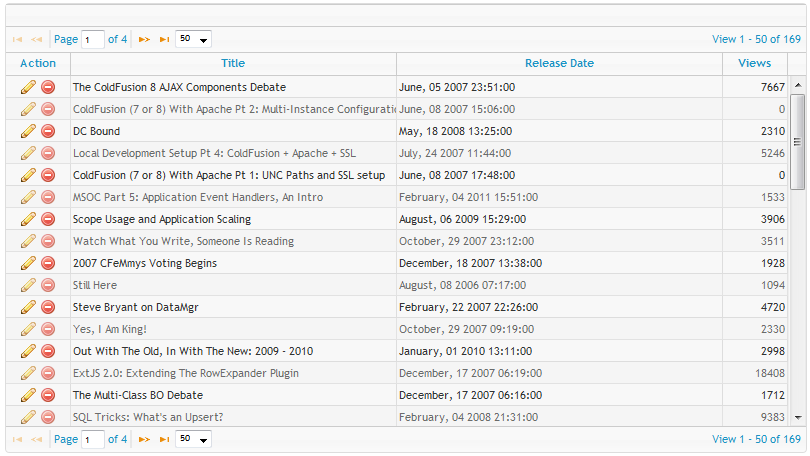 Page 1 of 4 50 View 1 - 50 of 169
Action Title Release Date Views
The ColdFusion 8 AJAX Components Debate June, 05 2007 23:51:00 7667
ColdFusion (7 or 8) With Apache Pt 2: Multi-Instance Configuratio June, 08 2007 15:06:00 0
DC Bound May, 18 2008 13:25:00 2310
Local Development Setup Pt 4: ColdFusion + Apache + SSL July, 24 2007 11:44:00 5246
ColdFusion (7 or 8) With Apache Pt 1: UNC Paths and SSL setup June, 08 2007 17:48:00 0
MSOC Part 5: Application Event Handlers, An Intro February, 04 2011 15:51:00 1533
Scope Usage and Application Scaling August, 06 2009 15:29:00 3906
Watch What You Write, Someone Is Reading October, 29 2007 23:12:00 3511
2007 CFeMmys Voting Begins December, 18 2007 13:38:00 1928
Still Here August, 08 2006 07:17:00 1094
Steve Bryant on DataMgr February, 22 2007 22:26:00 4720
Yes, I Am King! October, 29 2007 09:19:00 2330
Out With The Old, In With The New: 2009 - 2010 January, 01 2010 13:11:00 2998
ExtJS 2.0: Extending The RowExpander Plugin December, 17 2007 06:19:00 18408
The Multi-Class BO Debate December, 17 2007 06:16:00 1712
SQL Tricks: What's an Upsert? February, 04 2008 21:31:00 9383
Page 1 of 4 50 View 1 - 50 of 169